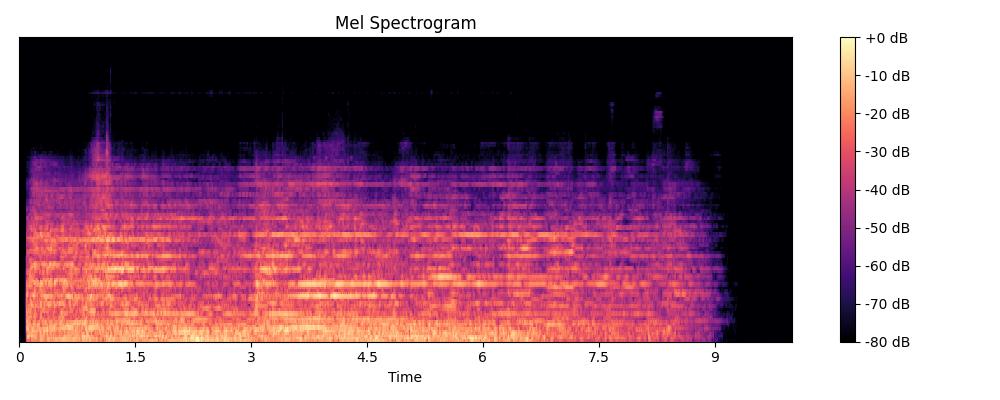 Mel Spectrogram
+0 dB
-10 dB
-20 dB
-30 dB
-40 dB
-50 dB
-60 dB
-70 dB
-80 dB
0 1.5 3 4.5 6 7.5 9
Time